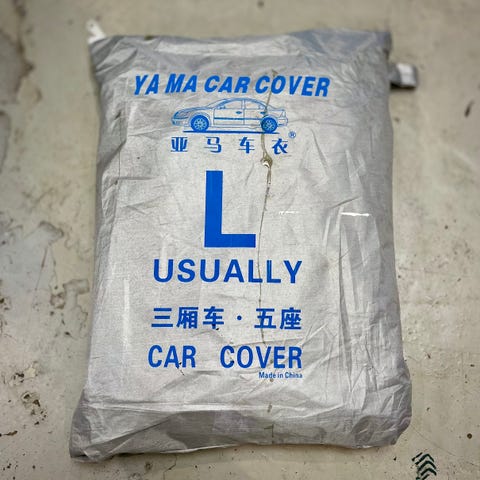 YA MA CAR COVER
亚马车衣®
L
USUALLY
三厢车·五座
CAR COVER
Made in China